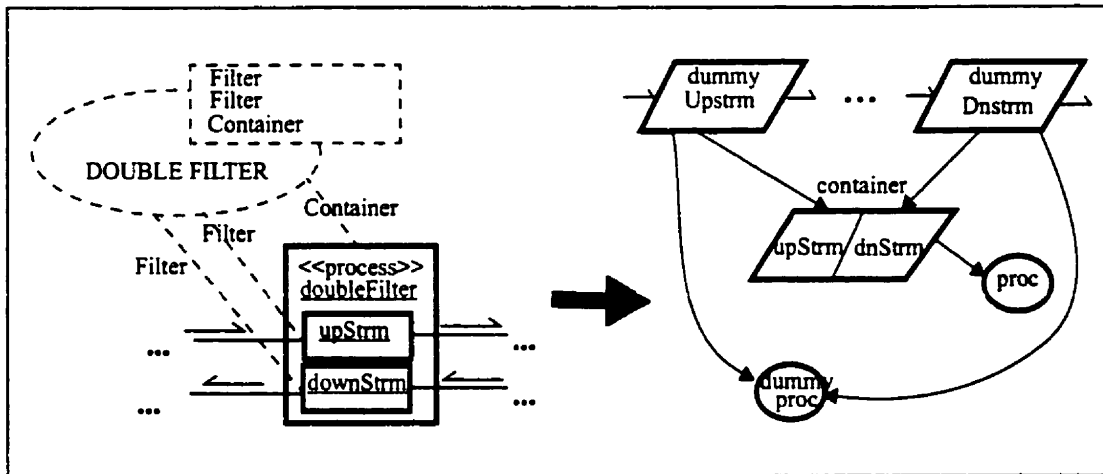 Filter
Filter
Container
DOUBLE FILTER
Container
Filter
Filter
<<process>>
doubleFilter
upStrm
...
...
downStrm
...
...
dummy
Upstrm
...
dummy
Dnstrm
container
upStrm
dnStrm
proc
dummy
proc